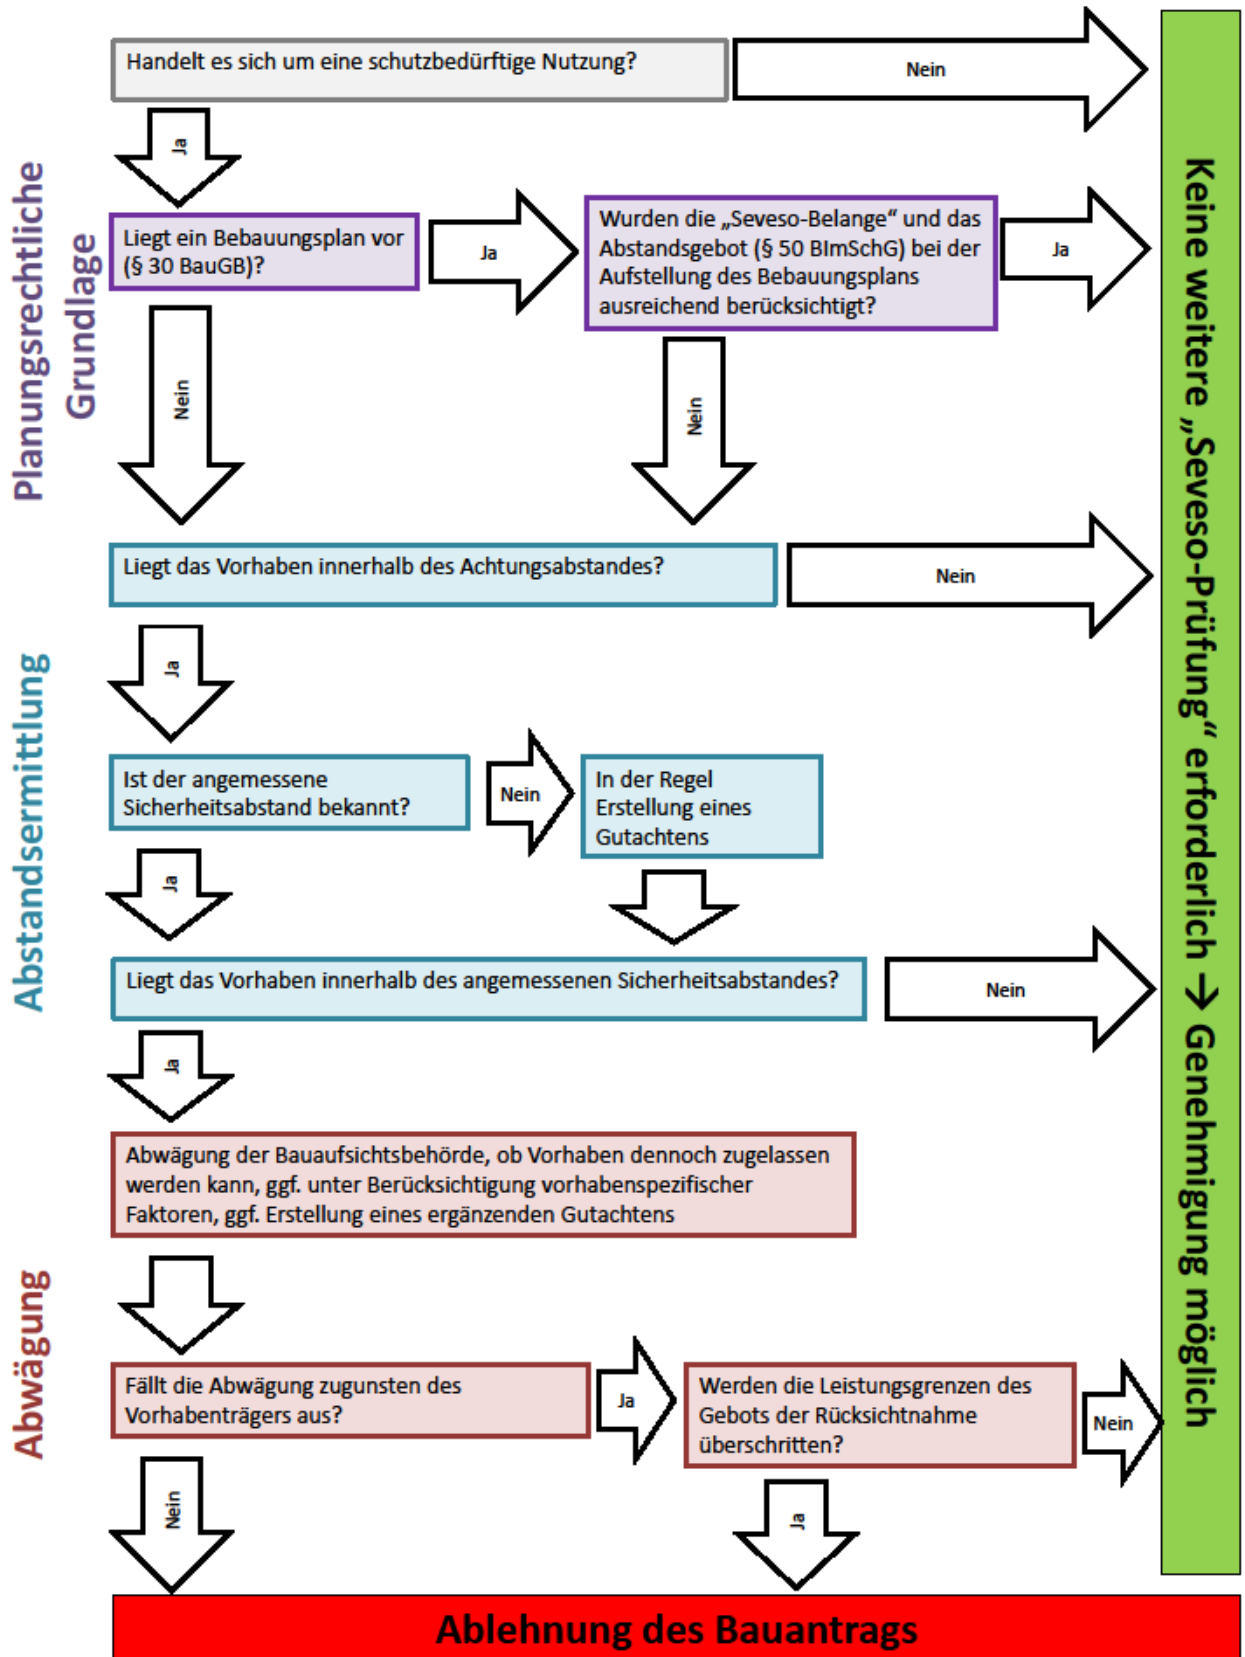 Handelt es sich um eine schutzbedürftige Nutzung?
Nein
Ja
Planungsrechtliche
Grundlage
Liegt ein Bebauungsplan vor
(§ 30 BauGB)?
Ja
Wurden die „Seveso-Belange“ und das
Abstandsgebot (§ 50 BImSchG) bei der
Aufstellung des Bebauungsplans
ausreichend berücksichtigt?
Ja
Nein
Nein
Liegt das Vorhaben innerhalb des Achtungsabstandes?
Nein
Ja
Abstandsermittlung
Ist der angemessene
Sicherheitsabstand bekannt?
Nein
In der Regel
Erstellung eines
Gutachtens
Ja
Liegt das Vorhaben innerhalb des angemessenen Sicherheitsabstandes?
Nein
Ja
Abwägung der Bauaufsichtsbehörde, ob Vorhaben dennoch zugelassen
werden kann, ggf. unter Berücksichtigung vorhabenspezifischer
Faktoren, ggf. Erstellung eines ergänzenden Gutachtens
Abwägung
Fällt die Abwägung zugunsten des
Vorhabenträgers aus?
Ja
Werden die Leistungsgrenzen des
Gebots der Rücksichtnahme
überschritten?
Nein
Nein
Ja
Keine weitere „Seveso-Prüfung“ erforderlich → Genehmigung möglich
Ablehnung des Bauantrags